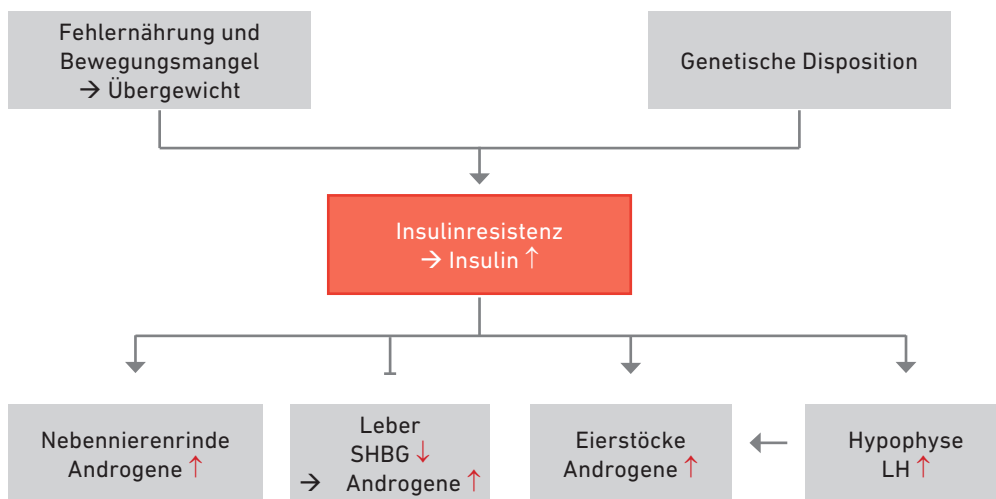 Fehlernährung und
Bewegungsmangel
→ Übergewicht
Genetische Disposition
Insulinresistenz
→ Insulin ↑
Nebennierenrinde
Androgene ↑
Leber
SHBG ↓
→ Androgene ↑
Eierstöcke
Androgene ↑
Hypophyse
LH ↑